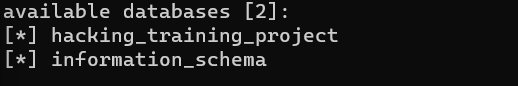 available databases [2]:
[*] hacking_training_project
[*] information_schema